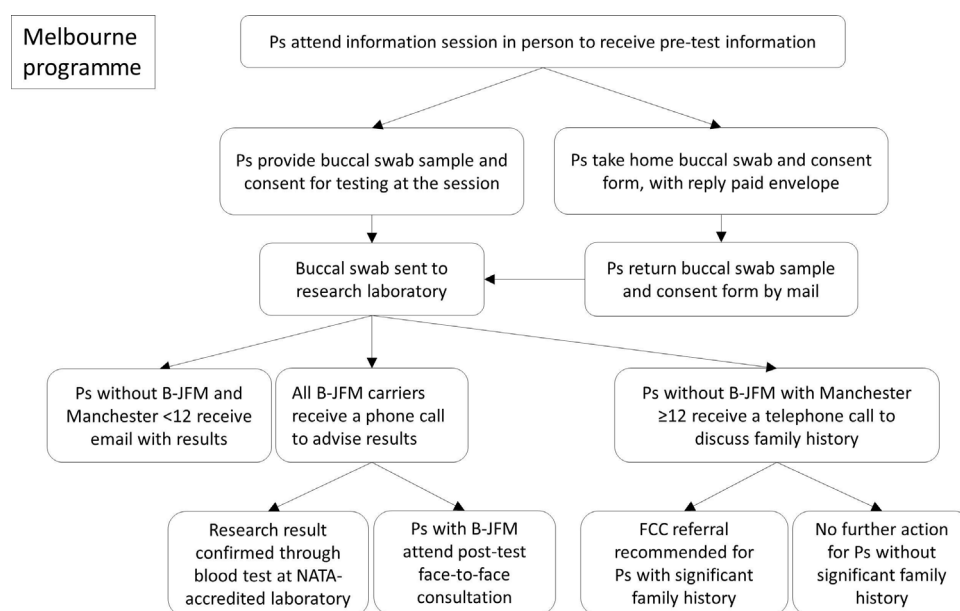 Melbourne
programme
Ps attend information session in person to receive pre-test information
Ps provide buccal swab sample and
consent for testing at the session
Ps take home buccal swab and consent
form, with reply paid envelope
Buccal swab sent to
research laboratory
Ps return buccal swab sample
and consent form by mail
Ps without B-JFM and
Manchester <12 receive
email with results
All B-JFM carriers
receive a phone call
to advise results
Ps without B-JFM with Manchester
≥12 receive a telephone call to
discuss family history
Research result
confirmed through
blood test at NATA-
accredited laboratory
Ps with B-JFM
attend post-test
face-to-face
consultation
FCC referral
recommended for
Ps with significant
family history
No further action
for Ps without
significant family
history